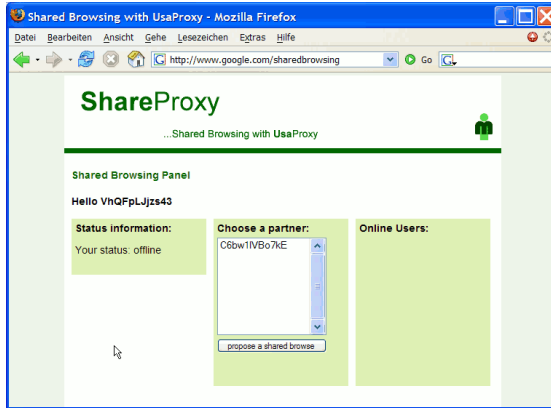 Shared Browsing with UsaProxy - Mozilla Firefox
Datei Bearbeiten Ansicht Gehe Lesezeichen Extras Hilfe
http://www.google.com/sharedbrowsing Go
ShareProxy
...Shared Browsing with UsaProxy
Shared Browsing Panel
Hello VhQFpLJjzs43
Status information: Choose a partner: Online Users:
Your status: offline C6bw1IVBo7kE
propose a shared browse